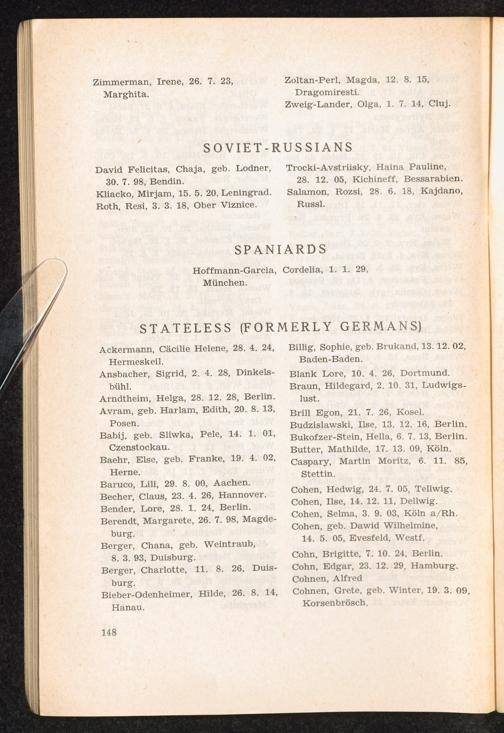 Zimmerman, Irene, 26. 7. 23,
Marghita.
Zoltan-Perl, Magda, 12. 8. 15,
Dragomiresti.
Zweig-Lander, Olga, 1. 7. 14, Cluj.
SOVIET-RUSSIANS
David Felicitas, Chaja, geb. Lodner,
30. 7. 98, Bendin.
Kliacko, Mirjam, 15. 5. 20, Leningrad.
Roth, Resi, 3. 3. 18, Ober Viznice.
Trocki-Avstriisky, Haina Pauline,
28. 12. 05, Kichineff, Bessarabien.
Salamon, Rozsi, 28. 6. 18, Kajdano,
Russl.
SPANIARDS
Hoffmann-Garcia, Cordelia, 1. 1. 29,
München.
STATELESS (FORMERLY GERMANS)
Ackermann, Cäcilie Helene, 28. 4. 24,
Hermeskeil.
Ansbacher, Sigrid, 2. 4. 28, Dinkels-
bühl.
Arndtheim, Helga, 28. 12. 28, Berlin.
Avram, geb. Harlam, Edith, 20. 8. 13,
Posen.
Babij, geb. Sliwka, Pele, 14. 1. 01,
Czenstockau.
Baehr, Else, geb. Franke, 19. 4. 02,
Herne.
Baruco, Lili, 29. 8. 00, Aachen.
Becher, Claus, 23. 4. 26, Hannover.
Bender, Lore, 28. 1. 24, Berlin.
Berendt, Margarete, 26. 7. 98, Magde-
burg.
Berger, Chana, geb. Weintraub,
8. 3. 93, Duisburg.
Berger, Charlotte, 11. 8. 26, Duis-
burg.
Bieber-Odenheimer, Hilde, 26. 8. 14,
Hanau.
Billig, Sophie, geb. Brukand, 13. 12. 02,
Baden-Baden.
Blank Lore, 10. 4. 26, Dortmund.
Braun, Hildegard, 2. 10. 31, Ludwigs-
lust.
Brill Egon, 21. 7. 26, Kosel.
Budzislawski, Ilse, 13. 12. 16, Berlin.
Bukofzer-Stein, Hella, 6. 7. 13, Berlin.
Butter, Mathilde, 17. 13. 09, Köln.
Caspary, Martin Moritz, 6. 11. 85,
Stettin.
Cohen, Hedwig, 24. 7. 05, Tellwig.
Cohen, Ilse, 14. 12. 11, Dellwig.
Cohen, Selma, 3. 9. 03, Köln a/Rh.
Cohen, geb. Dawid Wilhelmine,
14. 5. 05, Evesfeld, Westf.
Cohn, Brigitte, 7. 10. 24, Berlin.
Cohn, Edgar, 23. 12. 29, Hamburg.
Cohnen, Alfred
Cohnen, Grete, geb. Winter, 19. 3. 09,
Korsenbrösch.
148